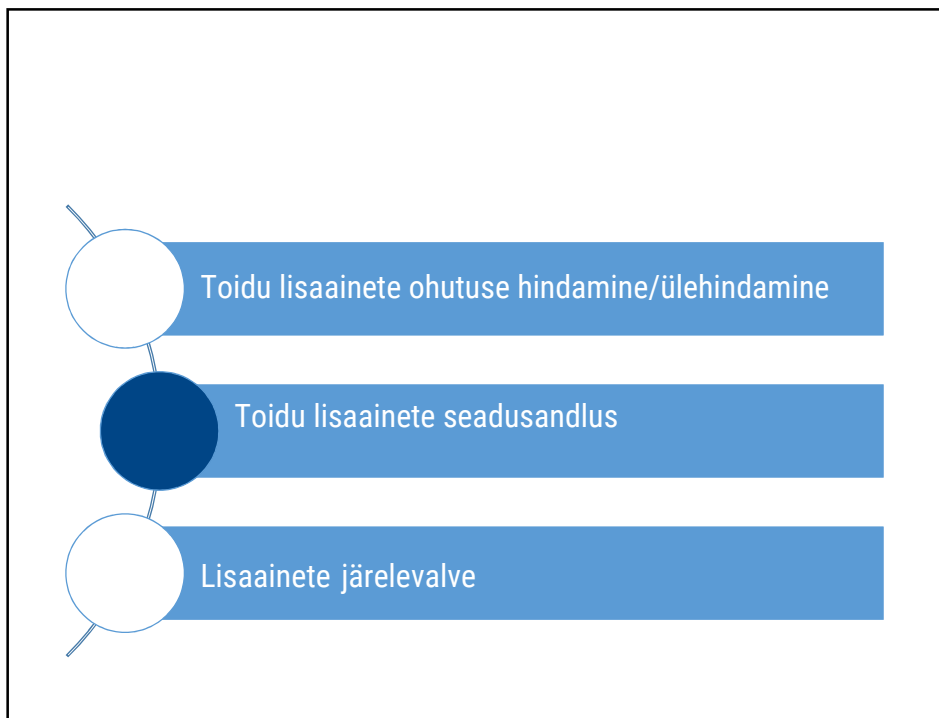 Toidu lisaainete ohutuse hindamine/ülehindamine
Toidu lisaainete seadusandlus
Lisaainete järelevalve